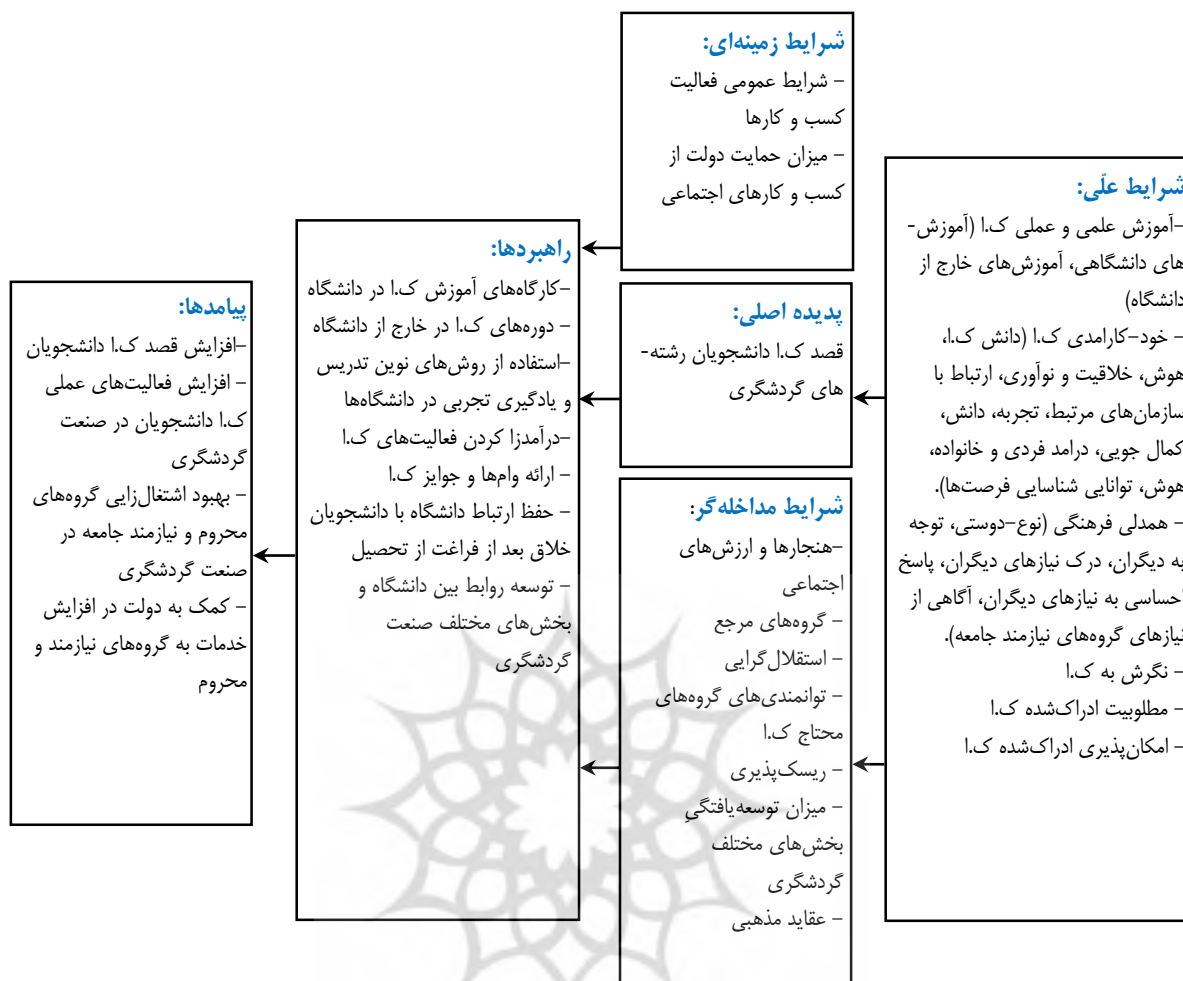 شرایط زمینه‌ای:
- شرایط عمومی فعالیت
کسب و کارها
- میزان حمایت دولت از
کسب و کارهای اجتماعی
شرایط علّی:
-آموزش علمی و عملی ک.ا (آموزش-
های دانشگاهی، آموزش‌های خارج از
دانشگاه)
- خود-کارامدی ک.ا (دانش ک.ا،
هوش، خلاقیت و نوآوری، ارتباط با
سازمان‌های مرتبط، تجربه، دانش،
کمال جویی، درامد فردی و خانواده،
هوش، توانایی شناسایی فرصت‌ها).
- همدلی فرهنگی (نوع-دوستی، توجه
به دیگران، درک نیازهای دیگران، پاسخ
احساسی به نیازهای دیگران، آگاهی از
نیازهای گروه‌های نیازمند جامعه).
- نگرش به ک.ا
- مطلوبیت ادراک‌شده ک.ا
- امکان‌پذیری ادراک‌شده ک.ا
پدیده اصلی:
قصد ک.ا دانشجویان رشته-
های گردشگری
شرایط مداخله‌گر:
-هنجارها و ارزش‌های
اجتماعی
- گروه‌های مرجع
- استقلال‌گرایی
- توانمندی‌های گروه‌های
محتاج ک.ا
- ریسک‌پذیری
- میزان توسعه‌یافتگیِ
بخش‌های مختلف
گردشگری
- عقاید مذهبی
راهبردها:
-کارگاه‌های آموزش ک.ا در دانشگاه
- دوره‌های ک.ا در خارج از دانشگاه
-استفاده از روش‌های نوین تدریس
و یادگیری تجربی در دانشگاه‌ها
-درآمدزا کردن فعالیت‌های ک.ا
- ارائه وام‌ها و جوایز ک.ا
- حفظ ارتباط دانشگاه با دانشجویان
خلاق بعد از فراغت از تحصیل
- توسعه روابط بین دانشگاه و
بخش‌های مختلف صنعت
گردشگری
پیامدها:
-افزایش قصد ک.ا دانشجویان
- افزایش فعالیت‌های عملی
ک.ا دانشجویان در صنعت
گردشگری
- بهبود اشتغال‌زایی گروه‌های
محروم و نیازمند جامعه در
صنعت گردشگری
- کمک به دولت در افزایش
خدمات به گروه‌های نیازمند و
محروم